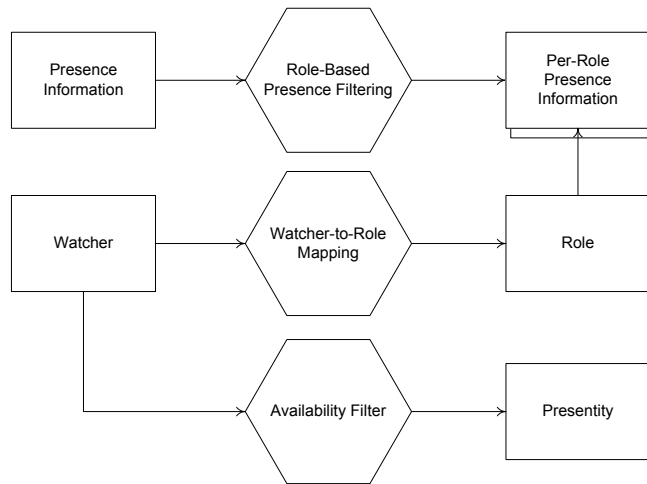 Presence
Information
Role-Based
Presence Filtering
Per-Role
Presence
Information
Watcher
Watcher-to-Role
Mapping
Role
Availability Filter
Presentity